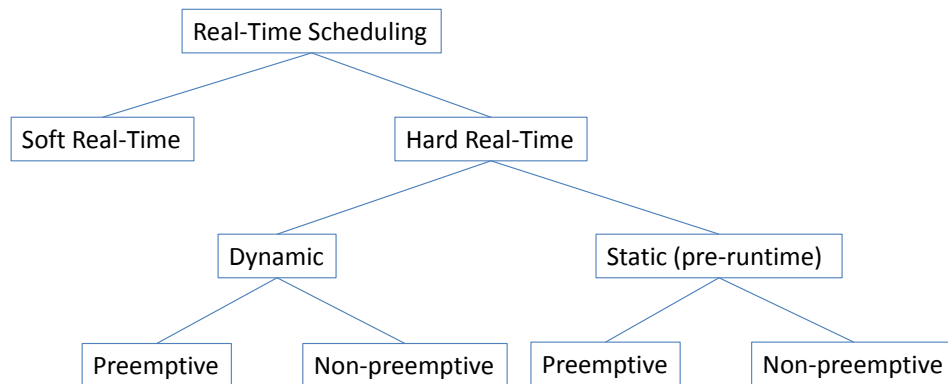 Real-Time Scheduling
Soft Real-Time
Hard Real-Time
Dynamic
Static (pre-runtime)
Preemptive
Non-preemptive
Preemptive
Non-preemptive